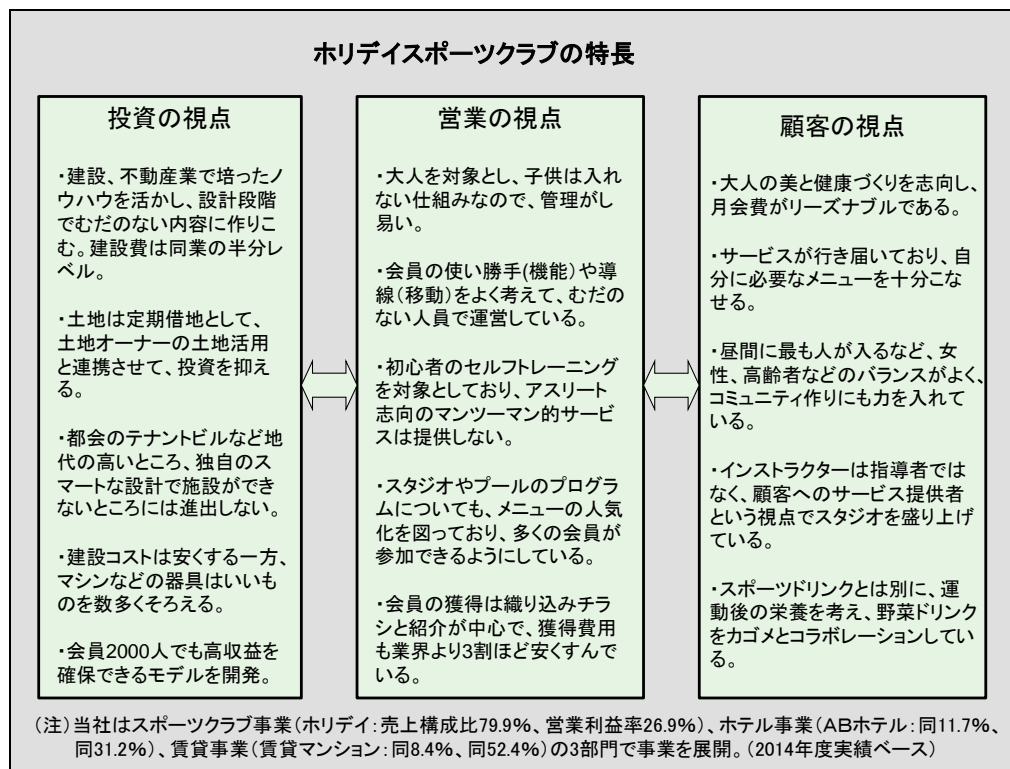 ホリデイスポーツクラブの特長
投資の視点
・建設、不動産業で培ったノ
ウハウを活かし、設計段階
でむだのない内容に作りこ
む。建設費は同業の半分レ
ベル。
・土地は定期借地として、
土地オーナーの土地活用
と連携させて、投資を抑え
る。
・都会のテナントビルなど地
代の高いところ、独自のス
マートな設計で施設ができ
ないところには進出しない。
・建設コストは安くする一方、
マシンなどの器具はいいも
のを数多くそろえる。
・会員2000人でも高収益を
確保できるモデルを開発。
営業の視点
・大人を対象とし、子供は入れ
ない仕組みなので、管理がし
易い。
・会員の使い勝手(機能)や導
線(移動)をよく考えて、むだの
ない人員で運営している。
・初心者のセルフトレーニング
を対象としており、アスリート
志向のマンツーマン的サービ
スは提供しない。
・スタジオやプールのプログラ
ムについても、メニューの人気
化を図っており、多くの会員が
参加できるようにしている。
・会員の獲得は織り込みチラ
シと紹介が中心で、獲得費用
も業界より3割ほど安くすんで
いる。
顧客の視点
・大人の美と健康づくりを志向し、
月会費がリーズナブルである。
・サービスが行き届いており、自
分に必要なメニューを十分こな
せる。
・昼間に最も人が入るなど、女
性、高齢者などのバランスがよく、
コミュニティ作りにも力を入れて
いる。
・インストラクターは指導者では
なく、顧客へのサービス提供者
という視点でスタジオを盛り上げ
ている。
・スポーツドリンクとは別に、運
動後の栄養を考え、野菜ドリン
クをカゴメとコラボレーションしてい
る。
(注)当社はスポーツクラブ事業(ホリデイ:売上構成比79.9%、営業利益率26.9%)、ホテル事業(ABホテル:同11.7%、
同31.2%)、賃貸事業(賃貸マンション:同8.4%、同52.4%)の3部門で事業を展開。(2014年度実績ベース)